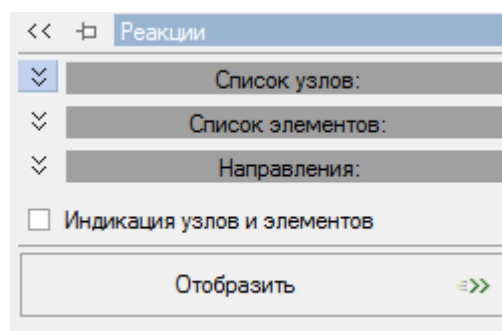 Реакции
Список узлов:
Список элементов:
Направления:
Индикация узлов и элементов
Отобразить